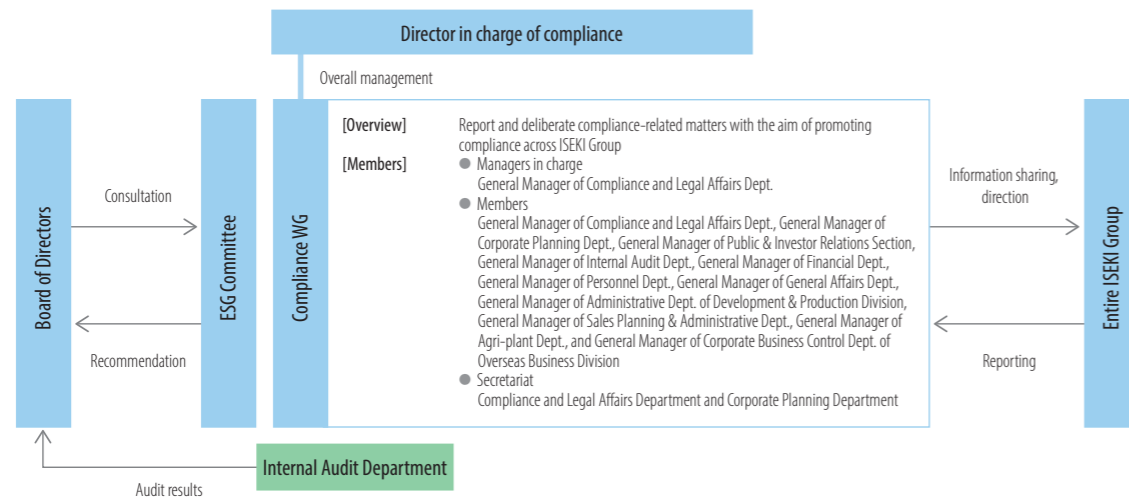 Director in charge of compliance
Overall management
Board of Directors
Consultation
Recommendation
ESG Committee
Compliance WG
[Overview] Report and deliberate compliance-related matters with the aim of promoting
compliance across ISEKI Group
[Members] ● Managers in charge
General Manager of Compliance and Legal Affairs Dept.
● Members
General Manager of Compliance and Legal Affairs Dept., General Manager of
Corporate Planning Dept., General Manager of Public & Investor Relations Section,
General Manager of Internal Audit Dept., General Manager of Financial Dept.,
General Manager of Personnel Dept., General Manager of General Affairs Dept.,
General Manager of Administrative Dept. of Development & Production Division,
General Manager of Sales Planning & Administrative Dept., General Manager of
Agri-plant Dept., and General Manager of Corporate Business Control Dept. of
Overseas Business Division
● Secretariat
Compliance and Legal Affairs Department and Corporate Planning Department
Information sharing,
direction
Reporting
Entire ISEKI Group
Internal Audit Department
Audit results